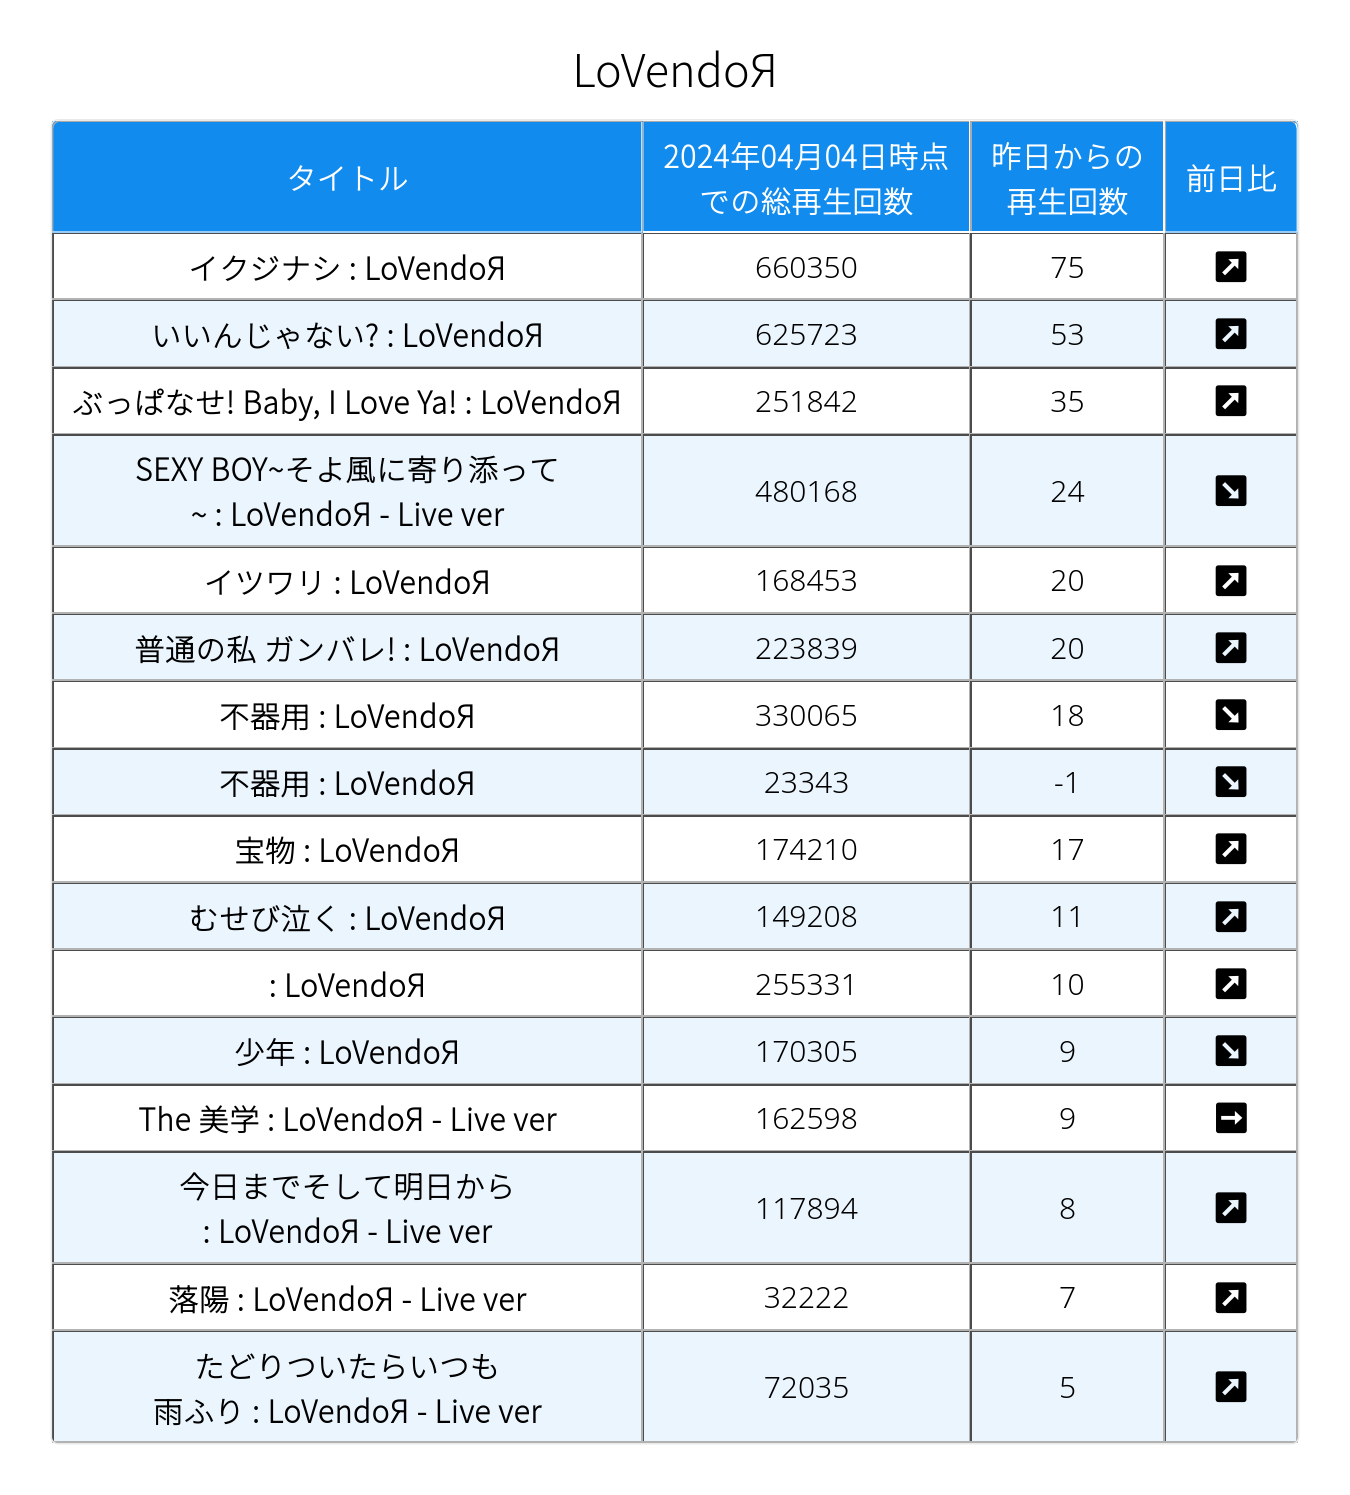 LoVendoЯ
タイトル
2024年04月04日時点
での総再生回数
昨日からの
再生回数
前日比
イクジナシ : LoVendoЯ 660350 75
いいんじゃない? : LoVendoЯ 625723 53
ぶっぱなせ! Baby, I Love Ya! : LoVendoЯ 251842 35
SEXY BOY~そよ風に寄り添って
~ : LoVendoЯ - Live ver 480168 24
イツワリ : LoVendoЯ 168453 20
普通の私 ガンバレ! : LoVendoЯ 223839 20
不器用 : LoVendoЯ 330065 18
不器用 : LoVendoЯ 23343 -1
宝物 : LoVendoЯ 174210 17
むせび泣く : LoVendoЯ 149208 11
: LoVendoЯ 255331 10
少年 : LoVendoЯ 170305 9
The 美学 : LoVendoЯ - Live ver 162598 9
今日までそして明日から
: LoVendoЯ - Live ver 117894 8
落陽 : LoVendoЯ - Live ver 32222 7
たどりついたらいつも
雨ふり : LoVendoЯ - Live ver 72035 5